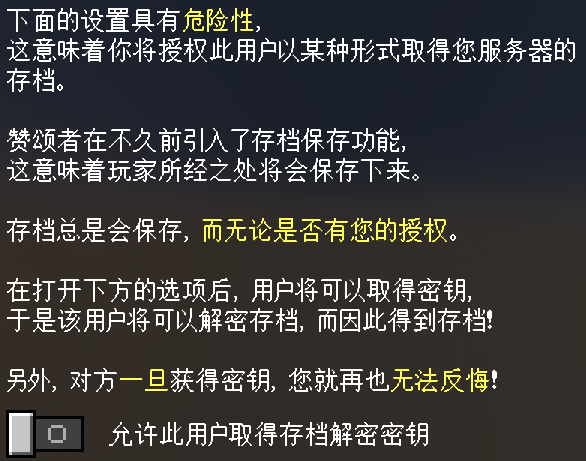 下面的设置具有危险性,
这意味着你将授权此用户以某种形式取得您服务器的
存档。
赞颂者在不久前引入了存档保存功能,
这意味着玩家所经之处将会保存下来。
存档总是会保存, 而无论是否有您的授权。
在打开下方的选项后, 用户将可以取得密钥,
于是该用户将可以解密存档, 而因此得到存档!
另外, 对方一旦获得密钥, 您就再也无法反悔!
允许此用户取得存档解密密钥